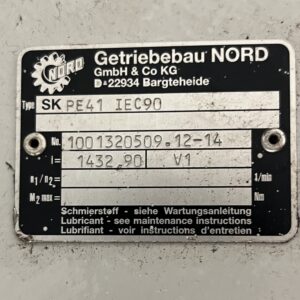 NORD
Getriebebau NORD
GmbH & Co KG
D-22934 Bargteheide
Type SK PE41 IEC90
No. 1001320509.12-14
i= 1432,90 V1
n₁/n₂= 1/min
M₂ max= Nm
Schmierstoff - siehe Wartungsanleitung
Lubricant - see maintenance instructions
Lubrifiant - voir instructions d'entretien